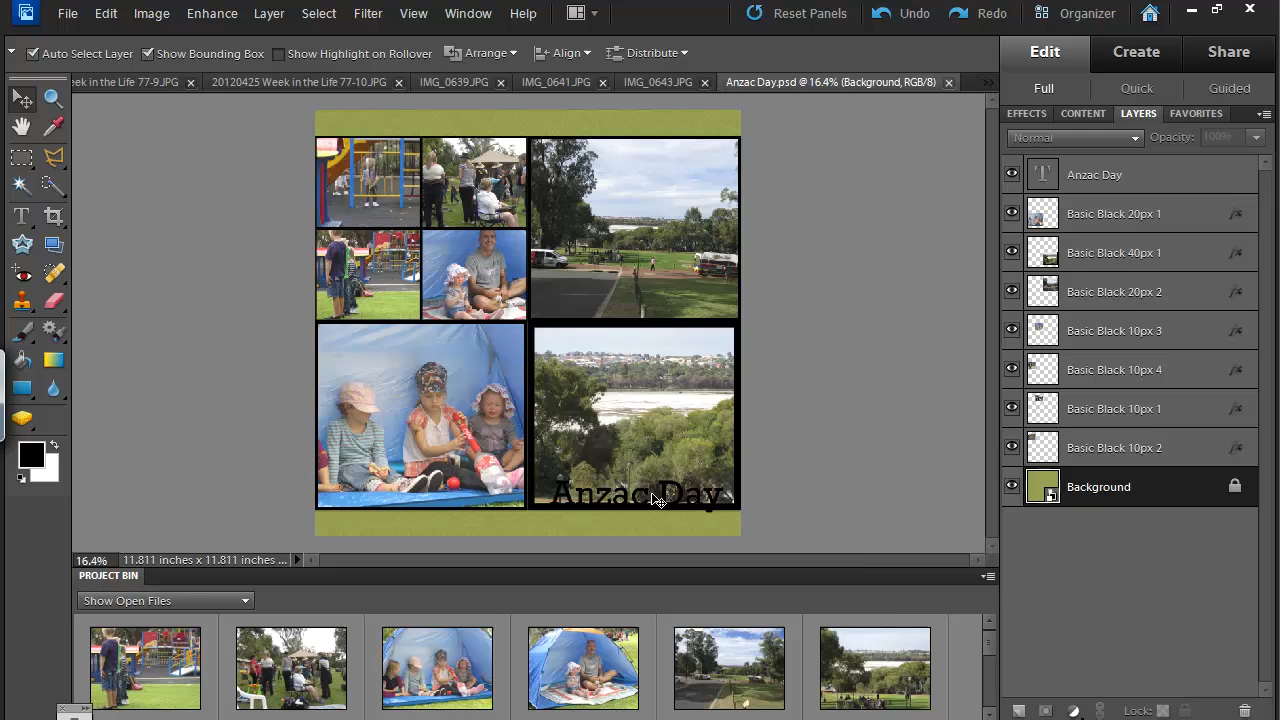 File Edit Image Enhance Layer Select Filter View Window Help Reset Panels Undo Redo Organizer
Auto Select Layer Show Bounding Box Show Highlight on Rollover Arrange Align Distribute
Edit Create Share
eek in the Life 77-9.JPG 20120425 Week in the Life 77-10.JPG IMG_0639.JPG IMG_0641.JPG IMG_0643.JPG Anzac Day.psd @ 16.4% (Background, RGB/8)
Full Quick Guided
EFFECTS CONTENT LAYERS FAVORITES
Normal Opacity: 100%
Anzac Day
Basic Black 20px 1
Basic Black 40px 1
Basic Black 20px 2
Basic Black 10px 3
Basic Black 10px 4
Basic Black 10px 1
Basic Black 10px 2
Background
Anzac Day
16.4% 11.811 inches x 11.811 inches ...
PROJECT BIN
Show Open Files
Lock: